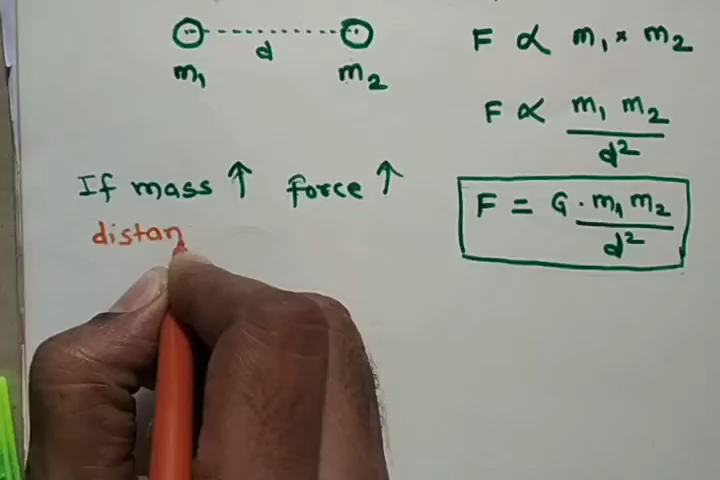 d
m₁ m₂
F ∝ m₁ × m₂
F ∝ m₁ m₂ / d²
If mass ↑ force ↑
F = G · m₁ m₂ / d²
distan